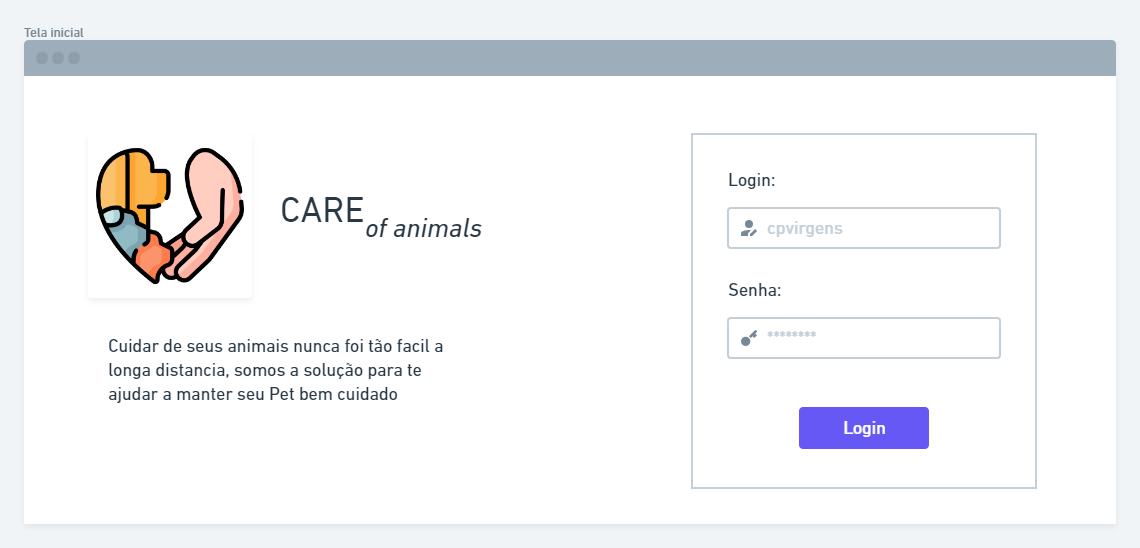 Tela inicial
CARE
of animals
Cuidar de seus animais nunca foi tão facil a
longa distancia, somos a solução para te
ajudar a manter seu Pet bem cuidado
Login:
cpvirgens
Senha:
********
Login